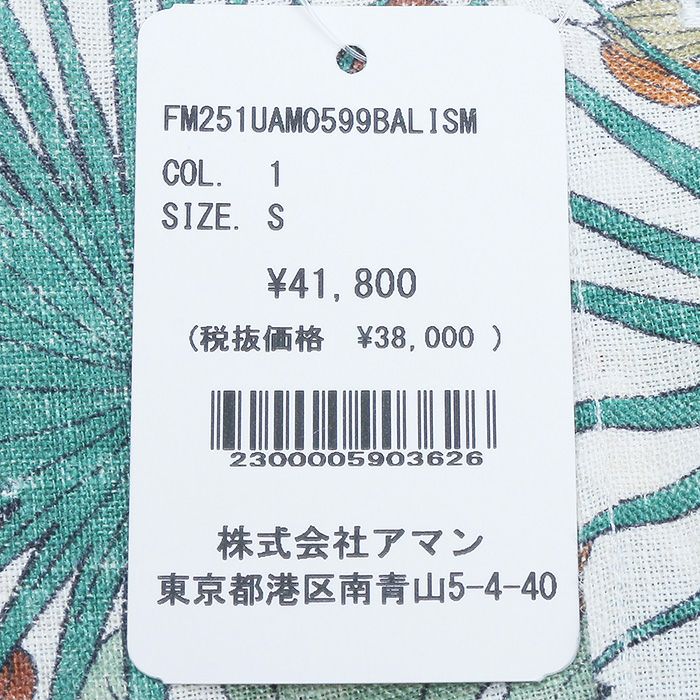 FM251UAM0599BALISM
COL. 1
SIZE. S
¥41,800
(税抜価格 ¥38,000 )
2300005903626
株式会社アマン
東京都港区南青山5-4-40